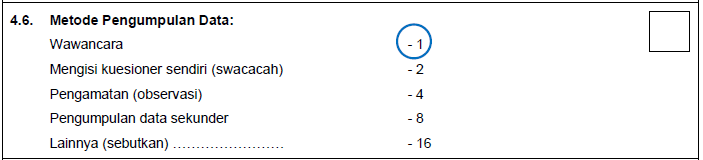 4.6. Metode Pengumpulan Data:
Wawancara - 1
Mengisi kuesioner sendiri (swacacah) - 2
Pengamatan (observasi) - 4
Pengumpulan data sekunder - 8
Lainnya (sebutkan) …………………… - 16